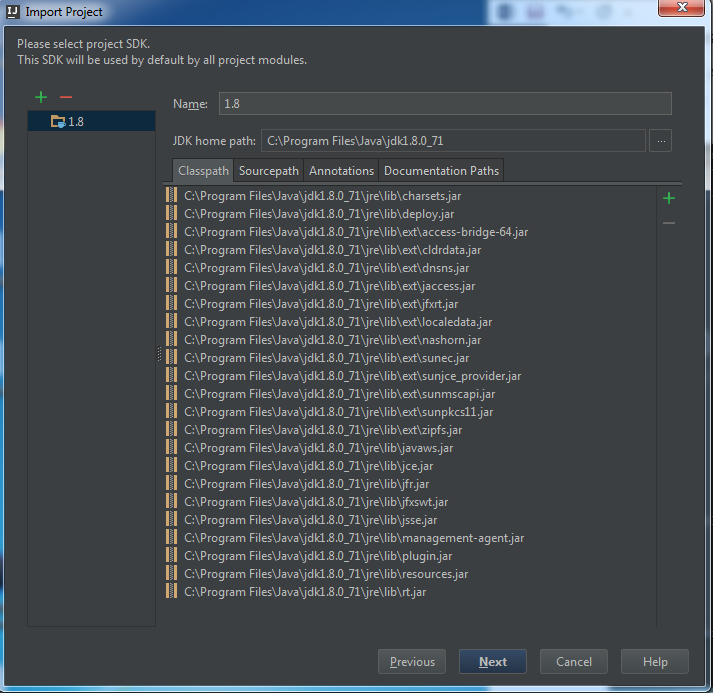 IJ Import Project
Please select project SDK.
This SDK will be used by default by all project modules.
1.8
Name: 1.8
JDK home path: C:\Program Files\Java\jdk1.8.0_71 ...
Classpath Sourcepath Annotations Documentation Paths
C:\Program Files\Java\jdk1.8.0_71\jre\lib\charsets.jar
C:\Program Files\Java\jdk1.8.0_71\jre\lib\deploy.jar
C:\Program Files\Java\jdk1.8.0_71\jre\lib\ext\access-bridge-64.jar
C:\Program Files\Java\jdk1.8.0_71\jre\lib\ext\cldrdata.jar
C:\Program Files\Java\jdk1.8.0_71\jre\lib\ext\dnsns.jar
C:\Program Files\Java\jdk1.8.0_71\jre\lib\ext\jaccess.jar
C:\Program Files\Java\jdk1.8.0_71\jre\lib\ext\jfxrt.jar
C:\Program Files\Java\jdk1.8.0_71\jre\lib\ext\localedata.jar
C:\Program Files\Java\jdk1.8.0_71\jre\lib\ext\nashorn.jar
C:\Program Files\Java\jdk1.8.0_71\jre\lib\ext\sunec.jar
C:\Program Files\Java\jdk1.8.0_71\jre\lib\ext\sunjce_provider.jar
C:\Program Files\Java\jdk1.8.0_71\jre\lib\ext\sunmscapi.jar
C:\Program Files\Java\jdk1.8.0_71\jre\lib\ext\sunpkcs11.jar
C:\Program Files\Java\jdk1.8.0_71\jre\lib\ext\zipfs.jar
C:\Program Files\Java\jdk1.8.0_71\jre\lib\javaws.jar
C:\Program Files\Java\jdk1.8.0_71\jre\lib\jce.jar
C:\Program Files\Java\jdk1.8.0_71\jre\lib\jfr.jar
C:\Program Files\Java\jdk1.8.0_71\jre\lib\jfxswt.jar
C:\Program Files\Java\jdk1.8.0_71\jre\lib\jsse.jar
C:\Program Files\Java\jdk1.8.0_71\jre\lib\management-agent.jar
C:\Program Files\Java\jdk1.8.0_71\jre\lib\plugin.jar
C:\Program Files\Java\jdk1.8.0_71\jre\lib\resources.jar
C:\Program Files\Java\jdk1.8.0_71\jre\lib\rt.jar
Previous Next Cancel Help